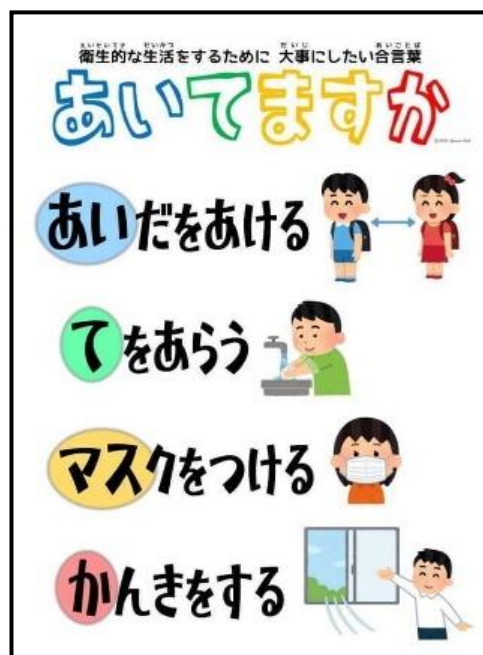 衛生的な生活をするために 大事にしたい合言葉
あいてますか
あいだをあける
てをあらう
マスクをつける
かんきをする